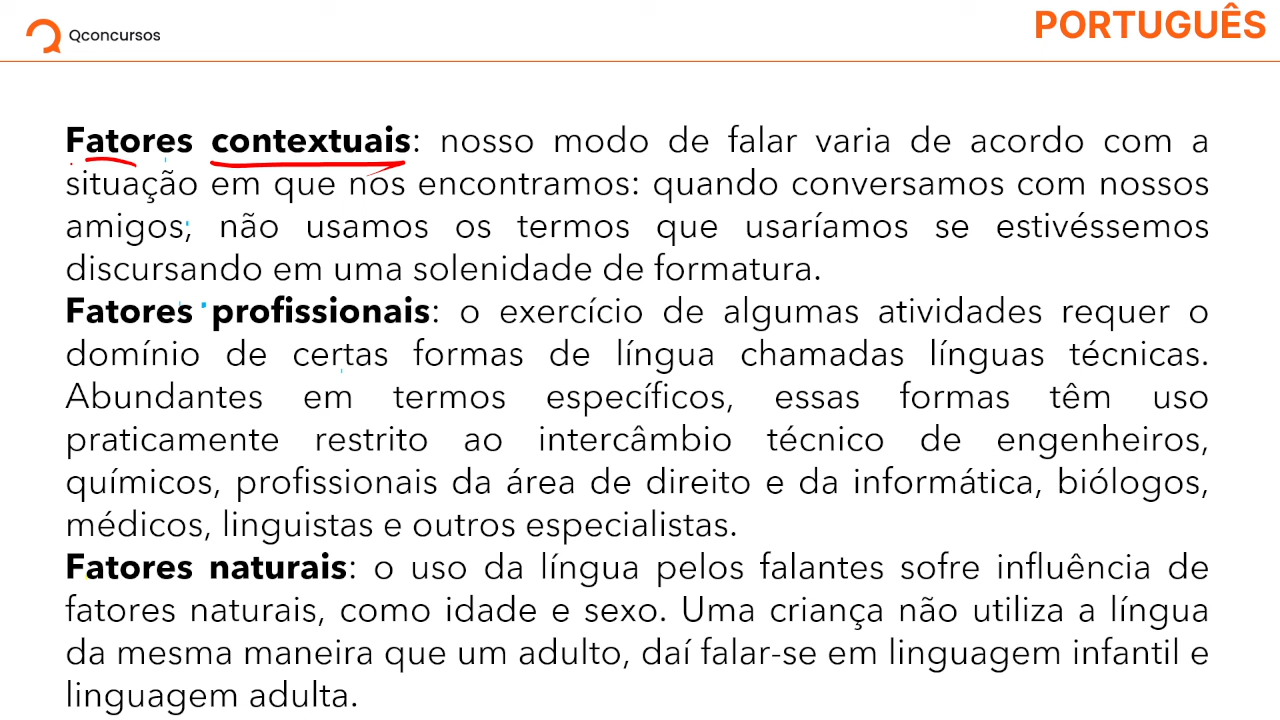 Qconcursos
PORTUGUÊS
Fatores contextuais: nosso modo de falar varia de acordo com a
situação em que nos encontramos: quando conversamos com nossos
amigos; não usamos os termos que usaríamos se estivéssemos
discursando em uma solenidade de formatura.
Fatores profissionais: o exercício de algumas atividades requer o
domínio de certas formas de língua chamadas línguas técnicas.
Abundantes em termos específicos, essas formas têm uso
praticamente restrito ao intercâmbio técnico de engenheiros,
químicos, profissionais da área de direito e da informática, biólogos,
médicos, linguistas e outros especialistas.
Fatores naturais: o uso da língua pelos falantes sofre influência de
fatores naturais, como idade e sexo. Uma criança não utiliza a língua
da mesma maneira que um adulto, daí falar-se em linguagem infantil e
linguagem adulta.